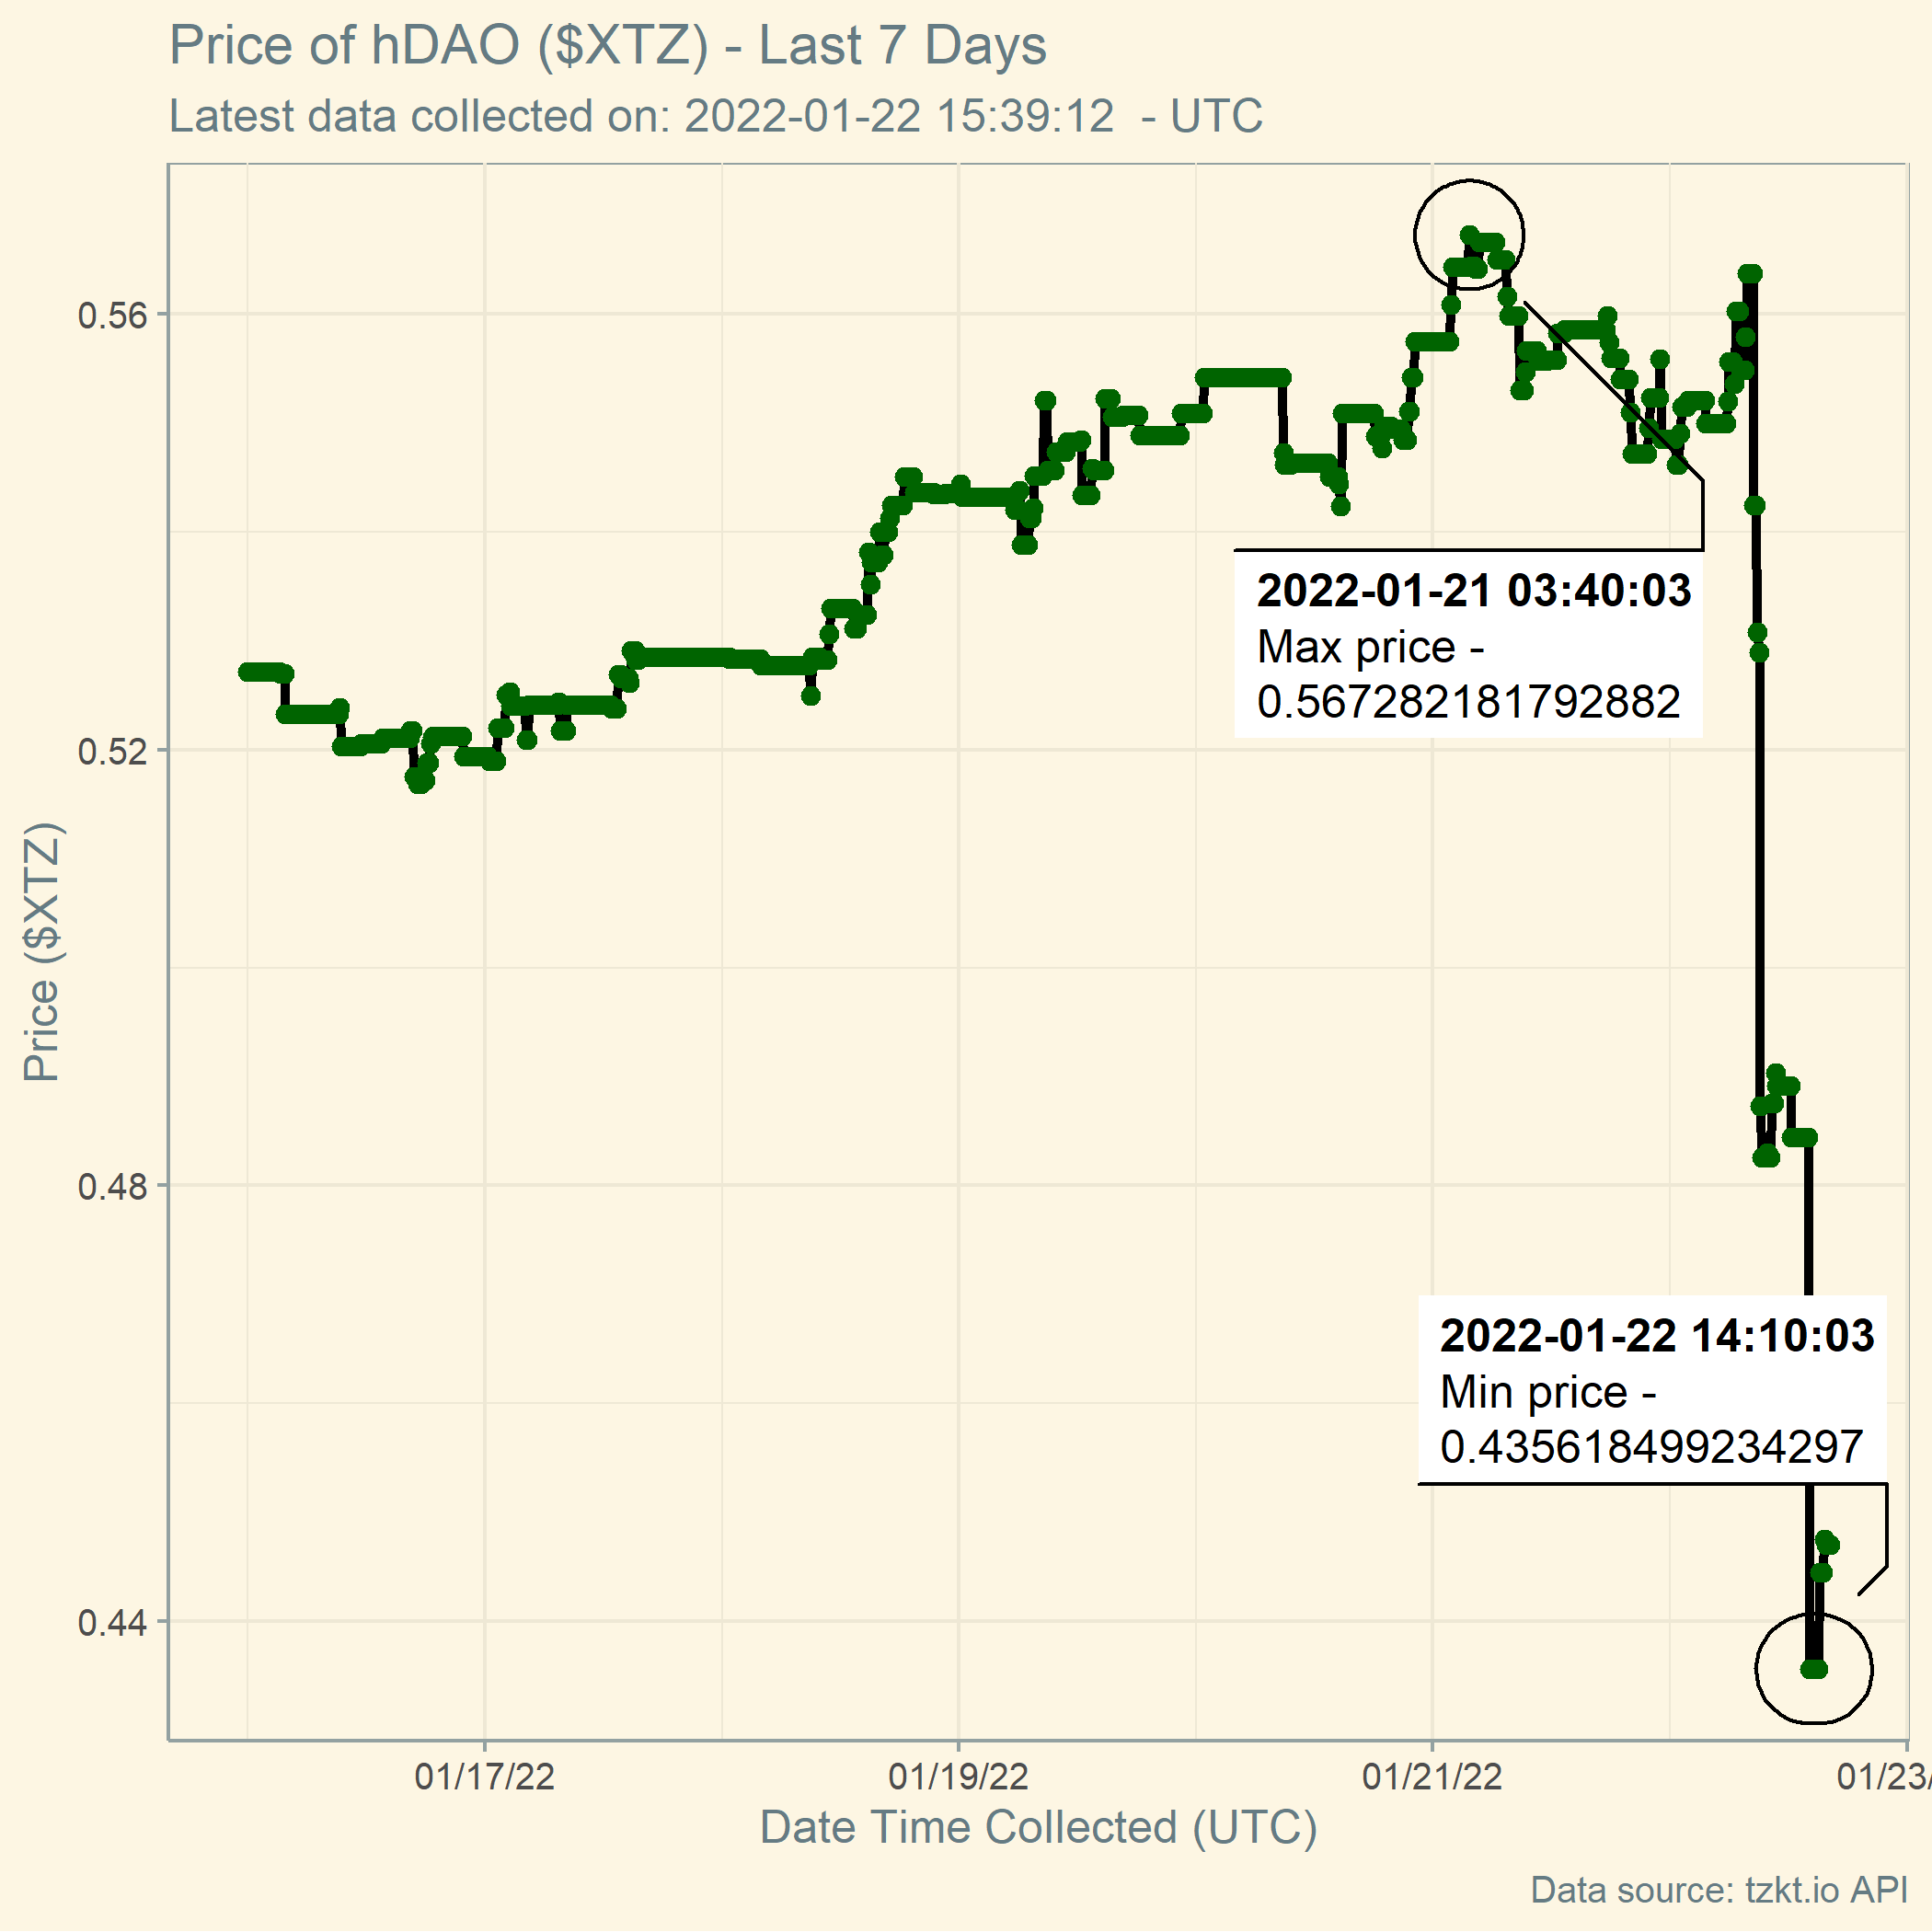 Price of hDAO ($XTZ) - Last 7 Days
Latest data collected on: 2022-01-22 15:39:12  - UTC
0.56
0.52
0.48
0.44
Price ($XTZ)
2022-01-21 03:40:03
Max price -
0.567282181792882
2022-01-22 14:10:03
Min price -
0.435618499234297
01/17/22
01/19/22
01/21/22
01/23/
Date Time Collected (UTC)
Data source: tzkt.io API